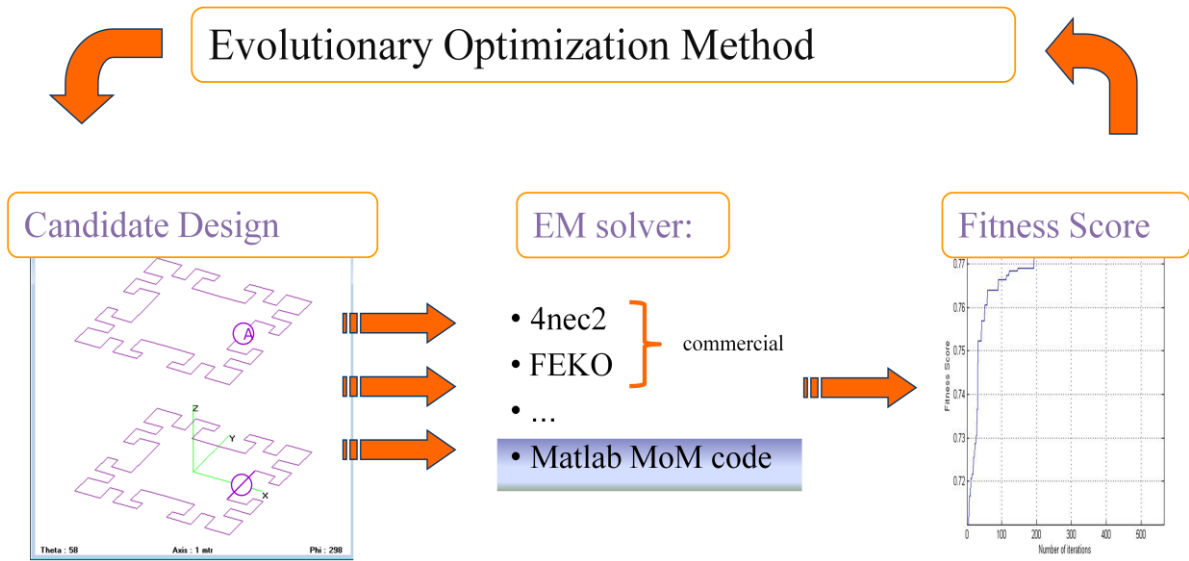 Evolutionary Optimization Method
Candidate Design
A
Z
Y
X
Theta : 58
Axis : 1 mtr
Phi : 298
EM solver:
• 4nec2
• FEKO
commercial
• ...
• Matlab MoM code
Fitness Score
0.77
0.76
0.75
0.74
0.73
0.72
Fitness Score
0
100
200
300
400
500
Number of iterations